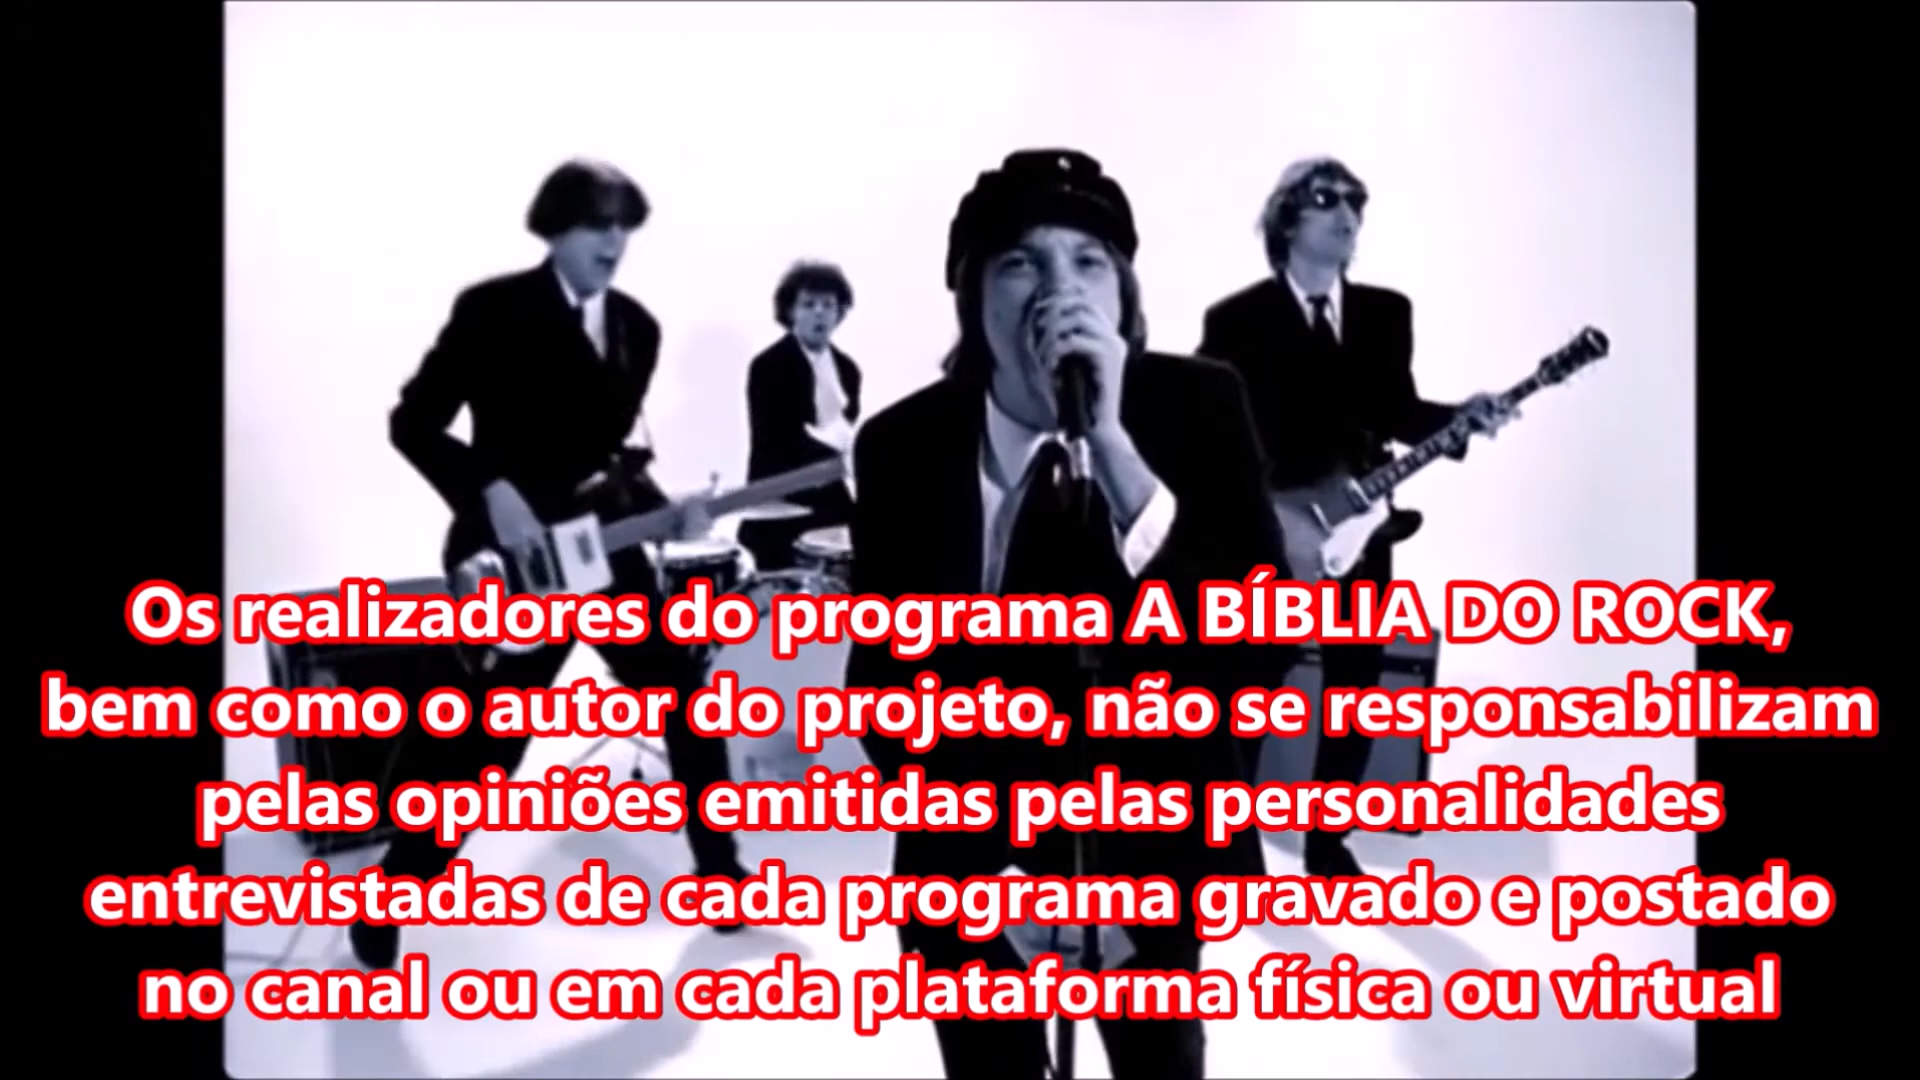 Os realizadores do programa A BÍBLIA DO ROCK,
bem como o autor do projeto, não se responsabilizam
pelas opiniões emitidas pelas personalidades
entrevistadas de cada programa gravado e postado
no canal ou em cada plataforma física ou virtual